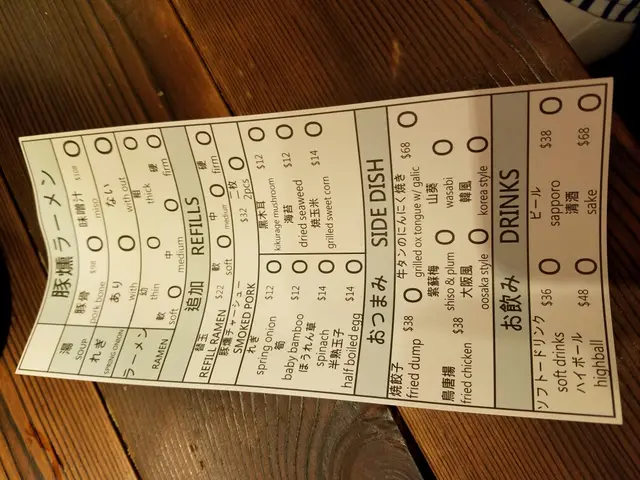 豚燻ラーメン
湯 豚骨 $98 味噌汁 $108
SOUP pork bone miso
れぎ あり ない
SPRING ONION with with out
ラーメン 幼 粗
thin thick
RAMEN 軟 中 硬
soft medium firm
追加 REFILLS
替玉 軟 中 硬
REFILL RAMEN $22 soft medium firm
豚燻チャーシュー 一枚
SMOKED PORK $32 2pcs
れぎ $12 黒木耳 $12
spring onion kikurage mushroom
筍 $12 海苔 $12
baby bamboo dried seaweed
ほうれん草 $14 焼玉米 $14
spinach grilled sweet corn
半熟玉子 $14
half boiled egg
おつまみ SIDE DISH
焼餃子 $38 牛タンのにんにく焼き $68
fried dump grilled ox tongue w/ galic
鳥唐揚 $38 紫蘇梅 山葵
fried chicken shiso & plum wasabi
大阪風 韓風
oosaka style korea style
お飲み DRINKS
ソフトードリンク $36 ビール $38
soft drinks sapporo
ハイボール $48 清酒 $68
highball sake